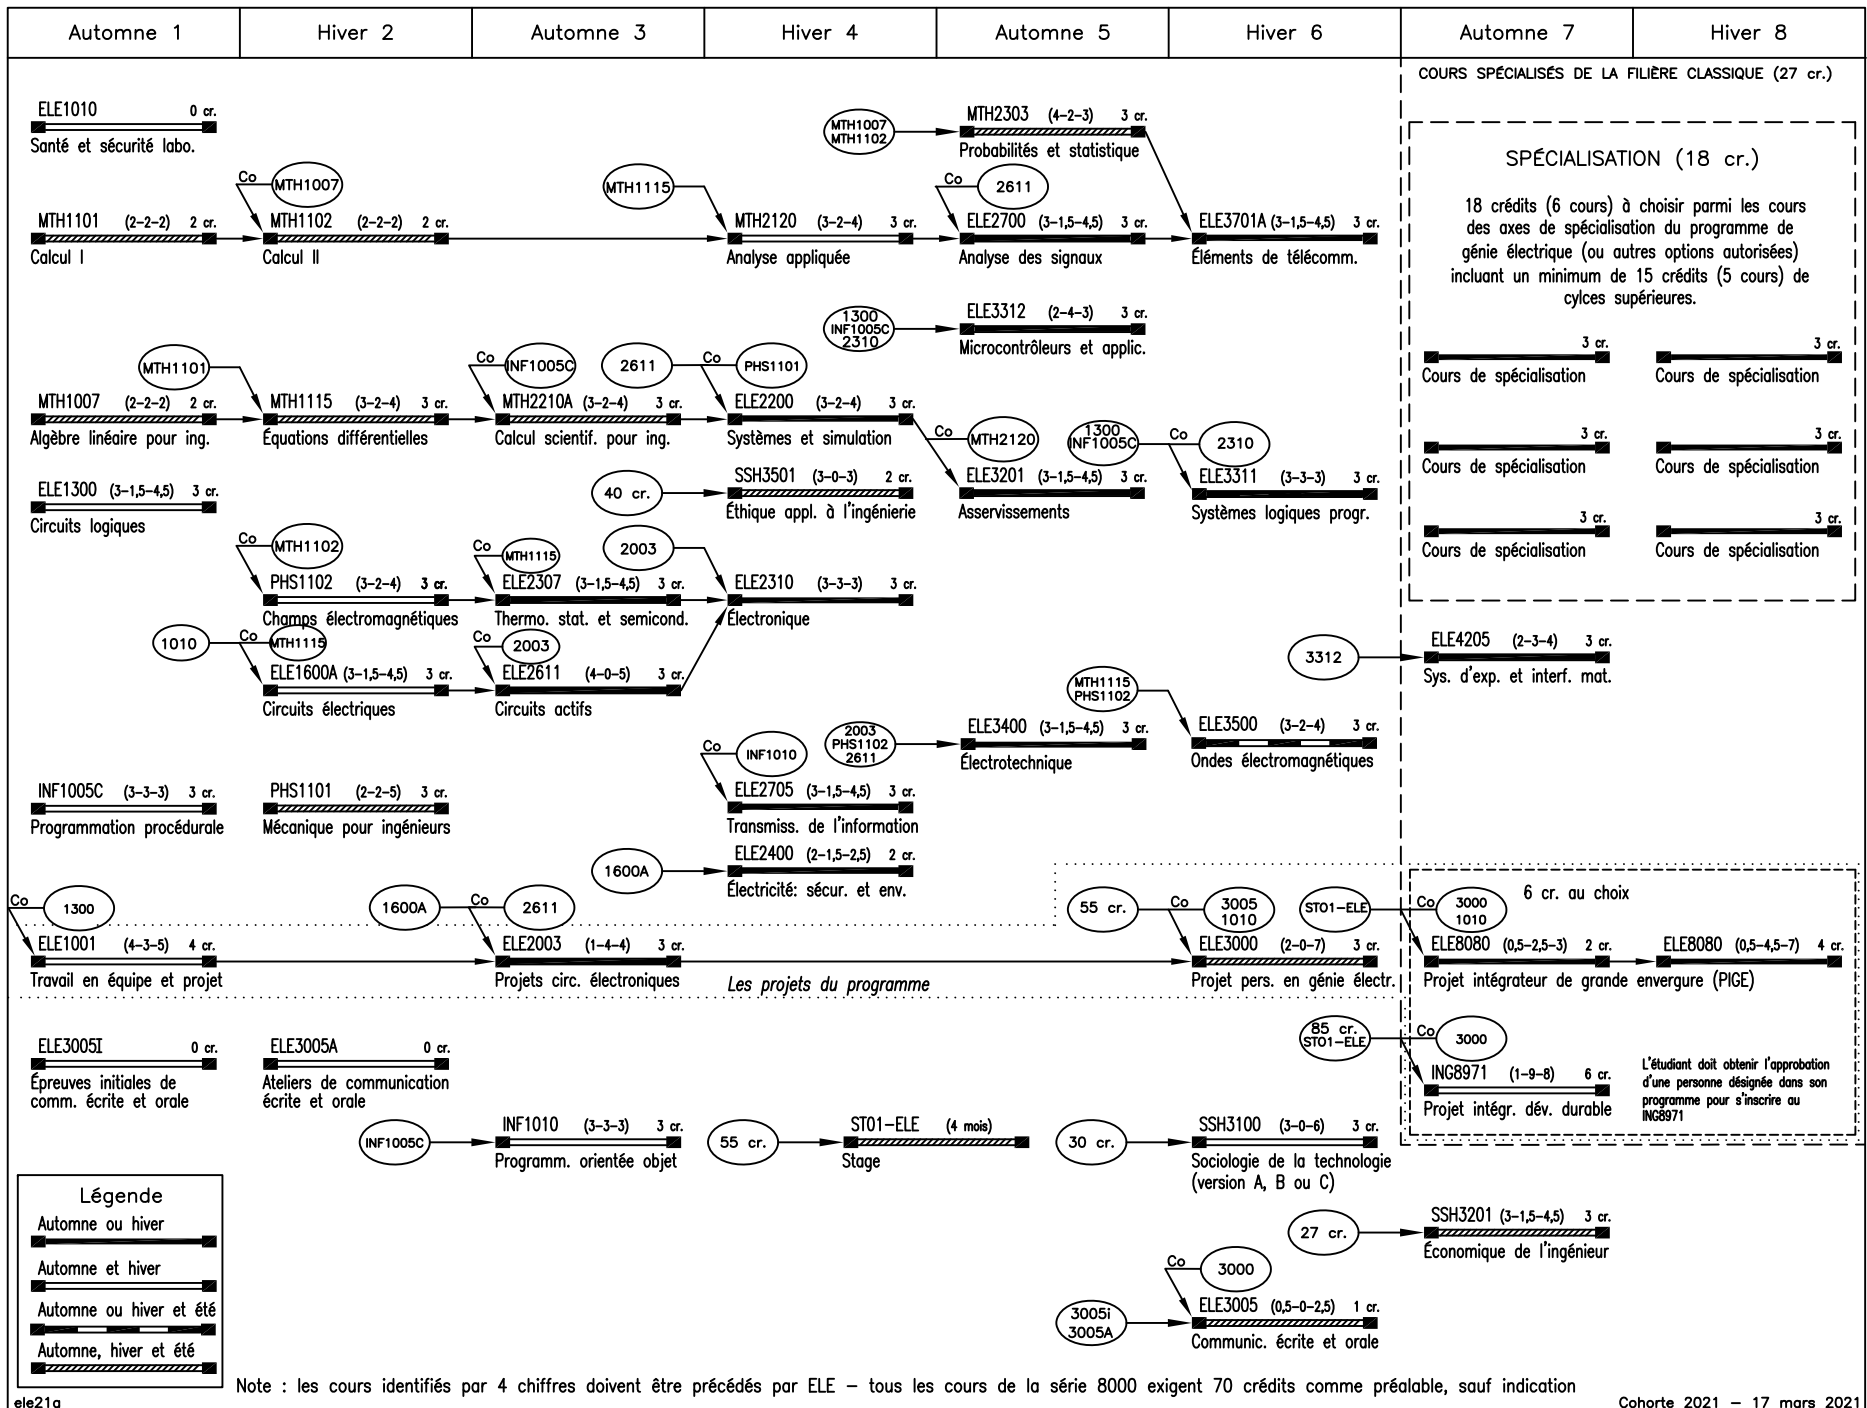 Automne 1
Hiver 2
Automne 3
Hiver 4
Automne 5
Hiver 6
Automne 7
Hiver 8
COURS SPÉCIALISÉS DE LA FILIÈRE CLASSIQUE (27 cr.)
ELE1010 0 cr.
Santé et sécurité labo.
MTH1007
MTH1102
MTH2303 (4-2-3) 3 cr.
Probabilités et statistique
Co
MTH1007
MTH1115
Co
2611
MTH1101 (2-2-2) 2 cr.
Calcul I
MTH1102 (2-2-2) 2 cr.
Calcul II
MTH2120 (3-2-4) 3 cr.
Analyse appliquée
ELE2700 (3-1,5-4,5) 3 cr.
Analyse des signaux
ELE3701A (3-1,5-4,5) 3 cr.
Éléments de télécomm.
SPÉCIALISATION (18 cr.)
18 crédits (6 cours) à choisir parmi les cours
des axes de spécialisation du programme de
génie électrique (ou autres options autorisées)
incluant un minimum de 15 crédits (5 cours) de
cylces supérieures.
3 cr.
Cours de spécialisation
3 cr.
Cours de spécialisation
3 cr.
Cours de spécialisation
3 cr.
Cours de spécialisation
3 cr.
Cours de spécialisation
3 cr.
Cours de spécialisation
1300
INF1005C
2310
ELE3312 (2-4-3) 3 cr.
Microcontrôleurs et applic.
MTH1101
Co
INF1005C
2611
Co
PHS1101
MTH1007 (2-2-2) 2 cr.
Algèbre linéaire pour ing.
MTH1115 (3-2-4) 3 cr.
Équations différentielles
MTH2210A (3-2-4) 3 cr.
Calcul scientif. pour ing.
ELE2200 (3-2-4) 3 cr.
Systèmes et simulation
Co
MTH2120
1300
INF1005C
Co
2310
ELE1300 (3-1,5-4,5) 3 cr.
Circuits logiques
40 cr.
SSH3501 (3-0-3) 2 cr.
Éthique appl. à l'ingénierie
ELE3201 (3-1,5-4,5) 3 cr.
Asservissements
ELE3311 (3-3-3) 3 cr.
Systèmes logiques progr.
Co
MTH1102
Co
MTH1115
2003
PHS1102 (3-2-4) 3 cr.
Champs électromagnétiques
ELE2307 (3-1,5-4,5) 3 cr.
Thermo. stat. et semicond.
ELE2310 (3-3-3) 3 cr.
Électronique
1010
Co
MTH1115
Co
2003
ELE1600A (3-1,5-4,5) 3 cr.
Circuits électriques
ELE2611 (4-0-5) 3 cr.
Circuits actifs
3312
ELE4205 (2-3-4) 3 cr.
Sys. d'exp. et interf. mat.
MTH1115
PHS1102
2003
PHS1102
2611
ELE3400 (3-1,5-4,5) 3 cr.
Électrotechnique
ELE3500 (3-2-4) 3 cr.
Ondes électromagnétiques
Co
INF1010
INF1005C (3-3-3) 3 cr.
Programmation procédurale
PHS1101 (2-2-5) 3 cr.
Mécanique pour ingénieurs
ELE2705 (3-1,5-4,5) 3 cr.
Transmiss. de l'information
1600A
ELE2400 (2-1,5-2,5) 2 cr.
Électricité: sécur. et env.
Co
1300
1600A
Co
2611
55 cr.
Co
3005
1010
ST01-ELE
Co
3000
1010
6 cr. au choix
ELE1001 (4-3-5) 4 cr.
Travail en équipe et projet
ELE2003 (1-4-4) 3 cr.
Projets circ. électroniques
Les projets du programme
ELE3000 (2-0-7) 3 cr.
Projet pers. en génie électr.
ELE8080 (0,5-2,5-3) 2 cr.
ELE8080 (0,5-4,5-7) 4 cr.
Projet intégrateur de grande envergure (PIGE)
ELE3005I 0 cr.
Épreuves initiales de
comm. écrite et orale
ELE3005A 0 cr.
Ateliers de communication
écrite et orale
85 cr.
ST01-ELE
Co
3000
ING8971 (1-9-8) 6 cr.
Projet intégr. dév. durable
L'étudiant doit obtenir l'approbation
d'une personne désignée dans son
programme pour s'inscrire au
ING8971
INF1005C
INF1010 (3-3-3) 3 cr.
Programm. orientée objet
55 cr.
ST01-ELE (4 mois)
Stage
30 cr.
SSH3100 (3-0-6) 3 cr.
Sociologie de la technologie
(version A, B ou C)
27 cr.
SSH3201 (3-1,5-4,5) 3 cr.
Économique de l'ingénieur
Co
3000
3005i
3005A
ELE3005 (0,5-0-2,5) 1 cr.
Communic. écrite et orale
Légende
Automne ou hiver
Automne et hiver
Automne ou hiver et été
Automne, hiver et été
Note : les cours identifiés par 4 chiffres doivent être précédés par ELE – tous les cours de la série 8000 exigent 70 crédits comme préalable, sauf indication
ele21a
Cohorte 2021 – 17 mars 2021